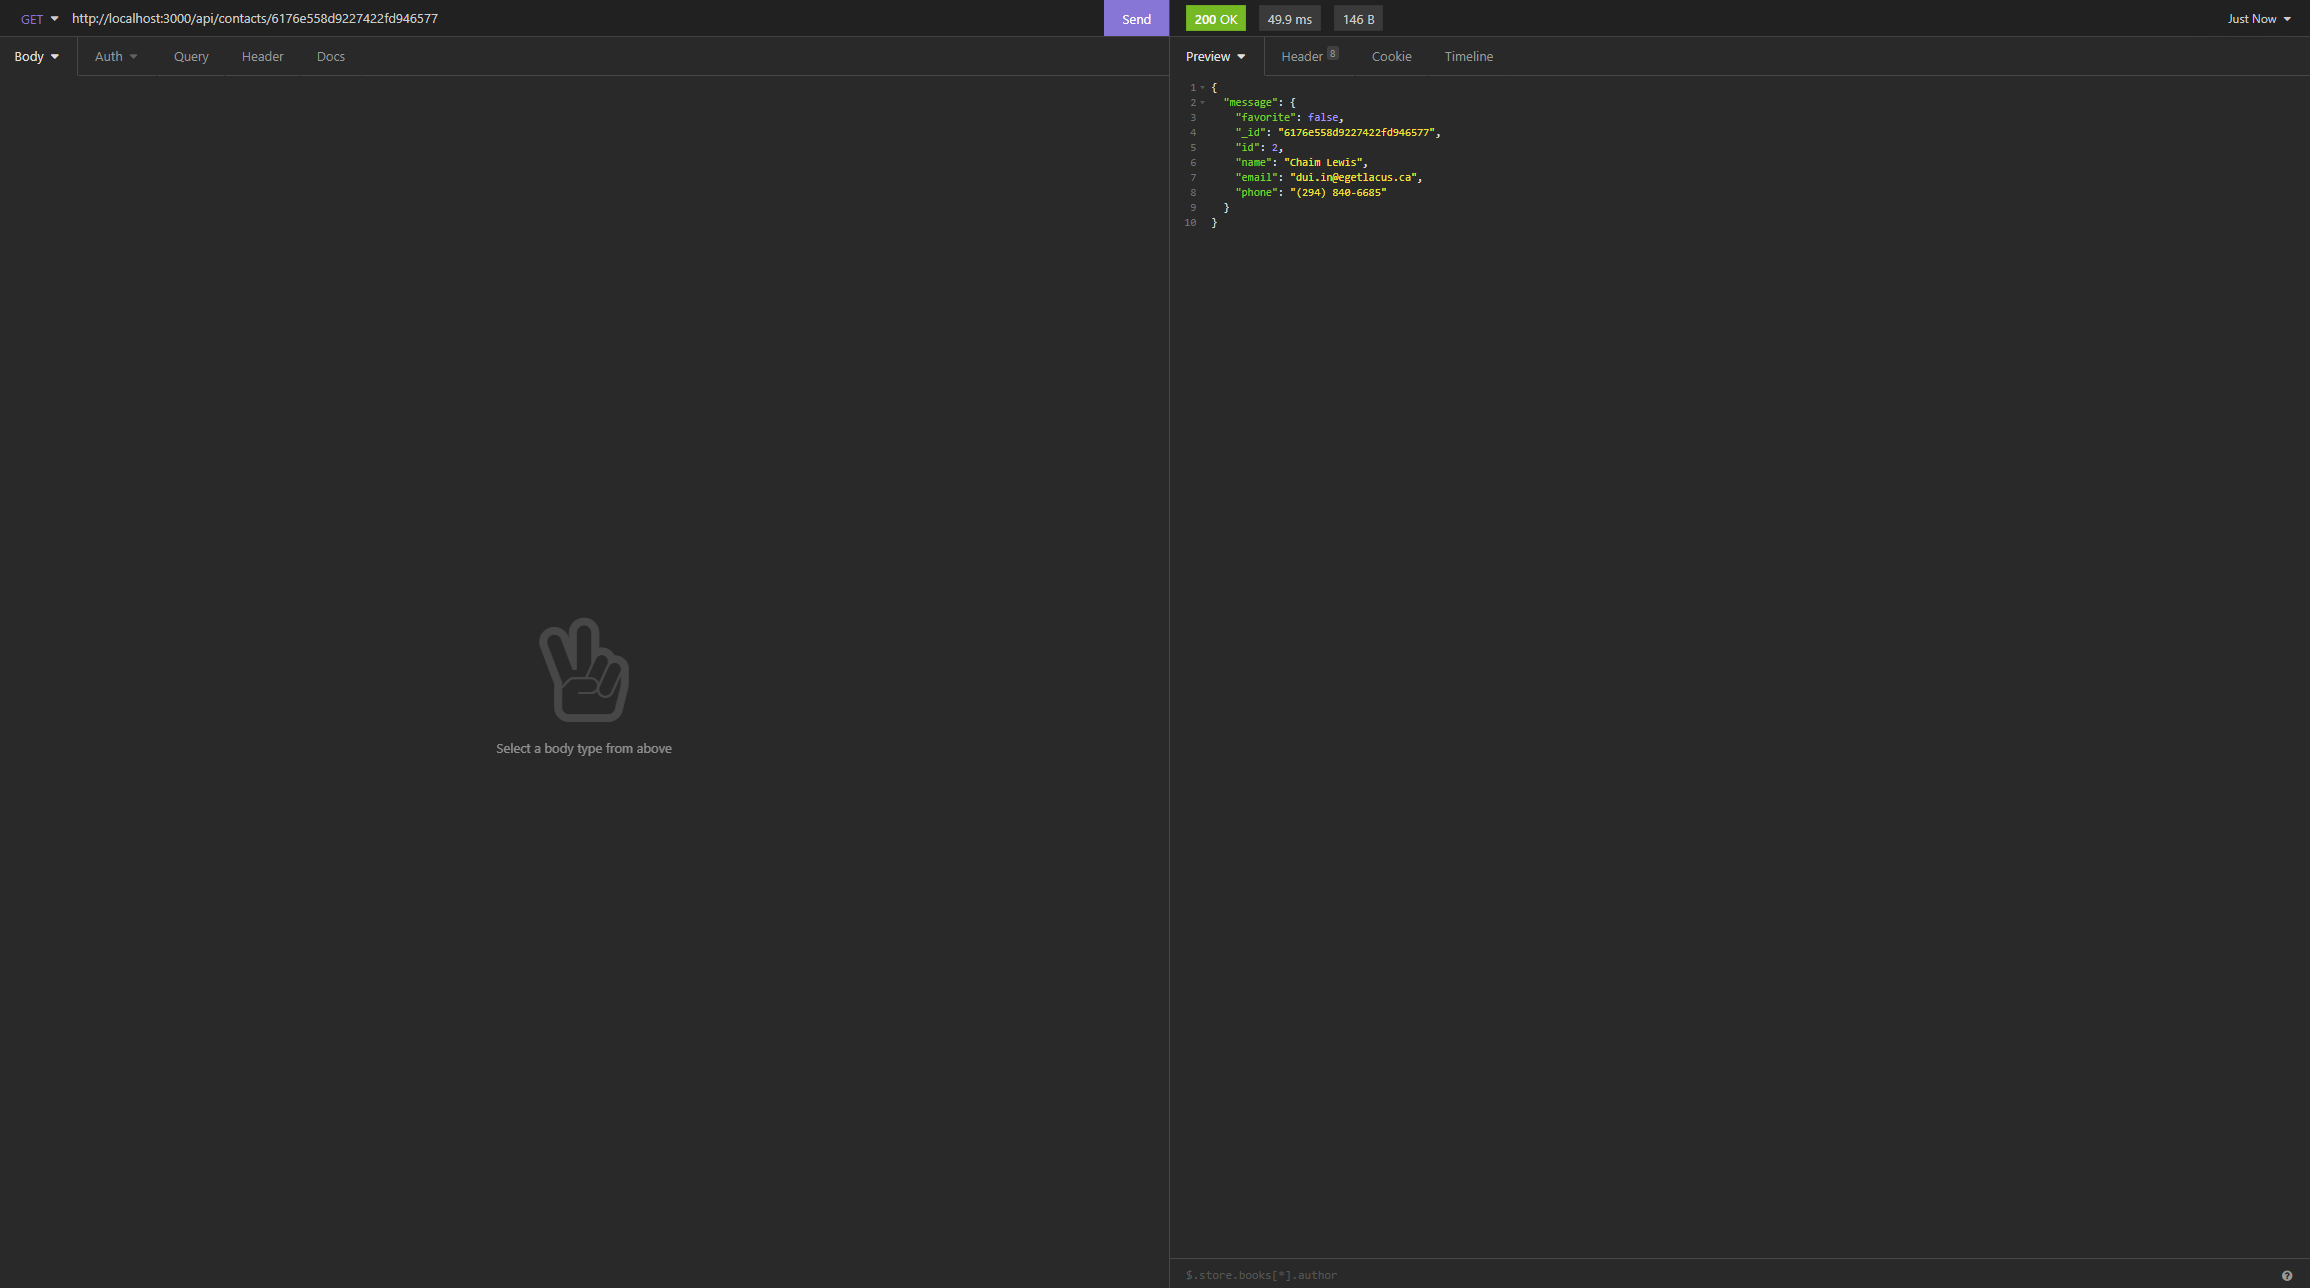 GET http://localhost:3000/api/contacts/6176e558d9227422fd946577 Send
200 OK 49.9 ms 146 B Just Now
Body Auth Query Header Docs
Preview Header 8 Cookie Timeline
1 {
2 "message": {
3 "favorite": false,
4 "_id": "6176e558d9227422fd946577",
5 "id": 2,
6 "name": "Chaim Lewis",
7 "email": "dui.in@egetlacus.ca",
8 "phone": "(294) 840-6685"
9 }
10 }
Select a body type from above
$.store.books[*].author
?